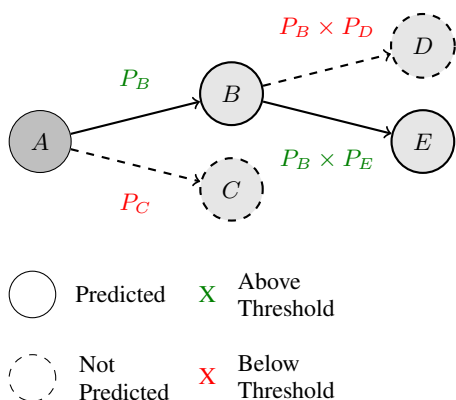 P_B × P_D
D
P_B
B
A
E
P_B × P_E
C
P_C
Predicted
X
Above
Threshold
Not
Predicted
X
Below
Threshold